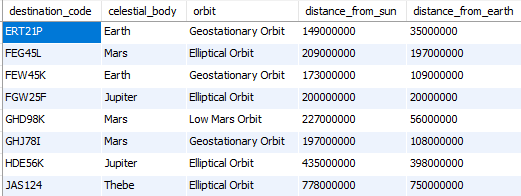 destination_code celestial_body orbit distance_from_sun distance_from_earth
ERT21P Earth Geostationary Orbit 149000000 35000000
FEG45L Mars Elliptical Orbit 209000000 197000000
FEW45K Earth Geostationary Orbit 173000000 109000000
FGW25F Jupiter Elliptical Orbit 200000000 20000000
GHD98K Mars Low Mars Orbit 227000000 56000000
GHJ78I Mars Geostationary Orbit 197000000 108000000
HDE56K Jupiter Elliptical Orbit 435000000 398000000
JAS124 Thebe Elliptical Orbit 778000000 750000000